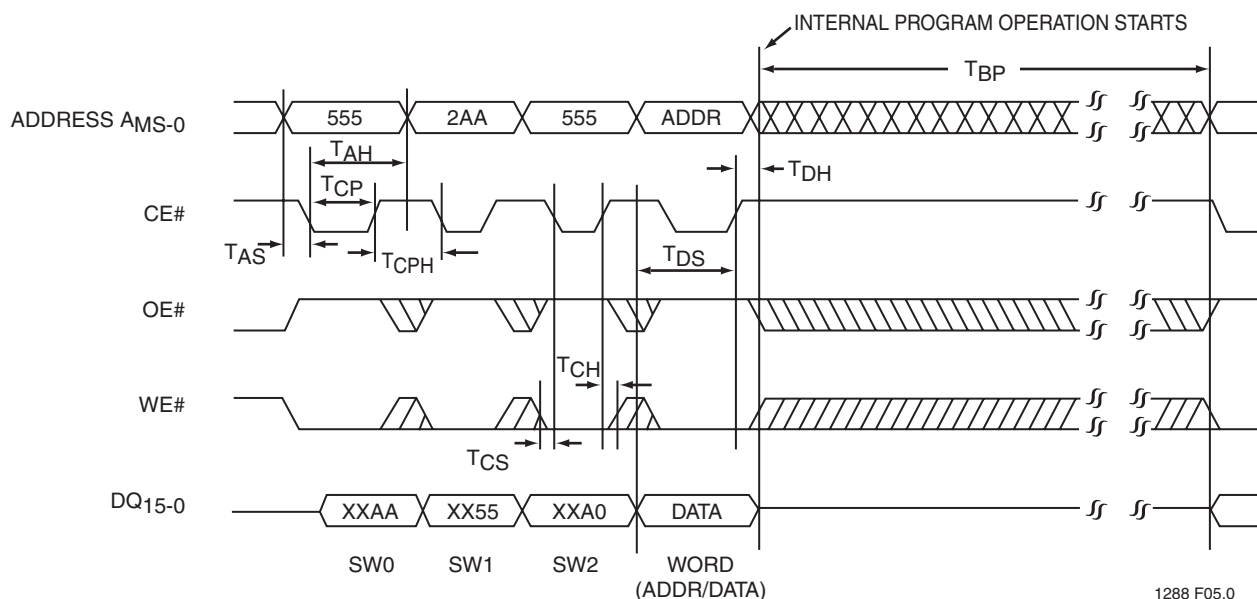 INTERNAL PROGRAM OPERATION STARTS
TBP
ADDRESS AMS-0
555
2AA
555
ADDR
TAH
TDH
TCP
CE#
TAS
TCPH
TDS
OE#
TCH
WE#
TCS
DQ15-0
XXAA
XX55
XXA0
DATA
SW0
SW1
SW2
WORD
(ADDR/DATA)
1288 F05.0